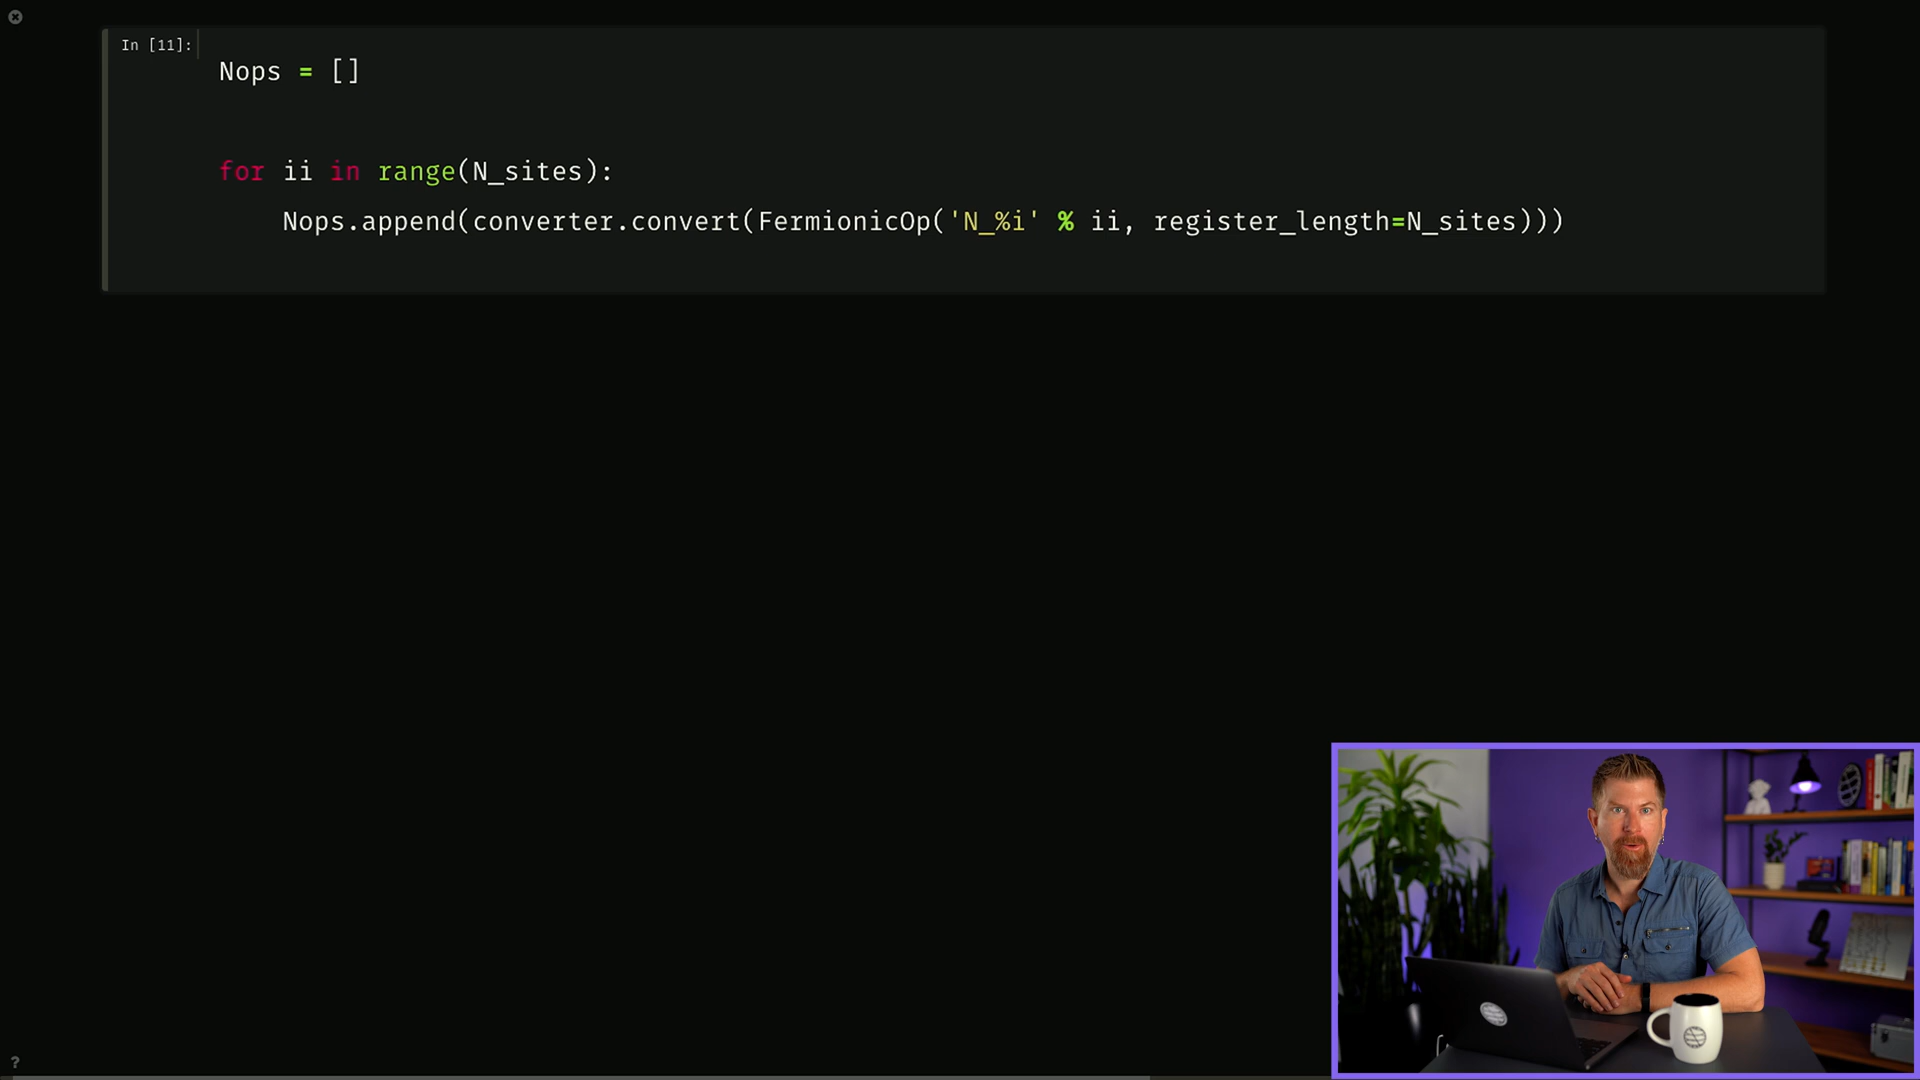 In [11]:
Nops = []
for ii in range(N_sites):
Nops.append(converter.convert(FermionicOp('N_%i' % ii, register_length=N_sites)))
?